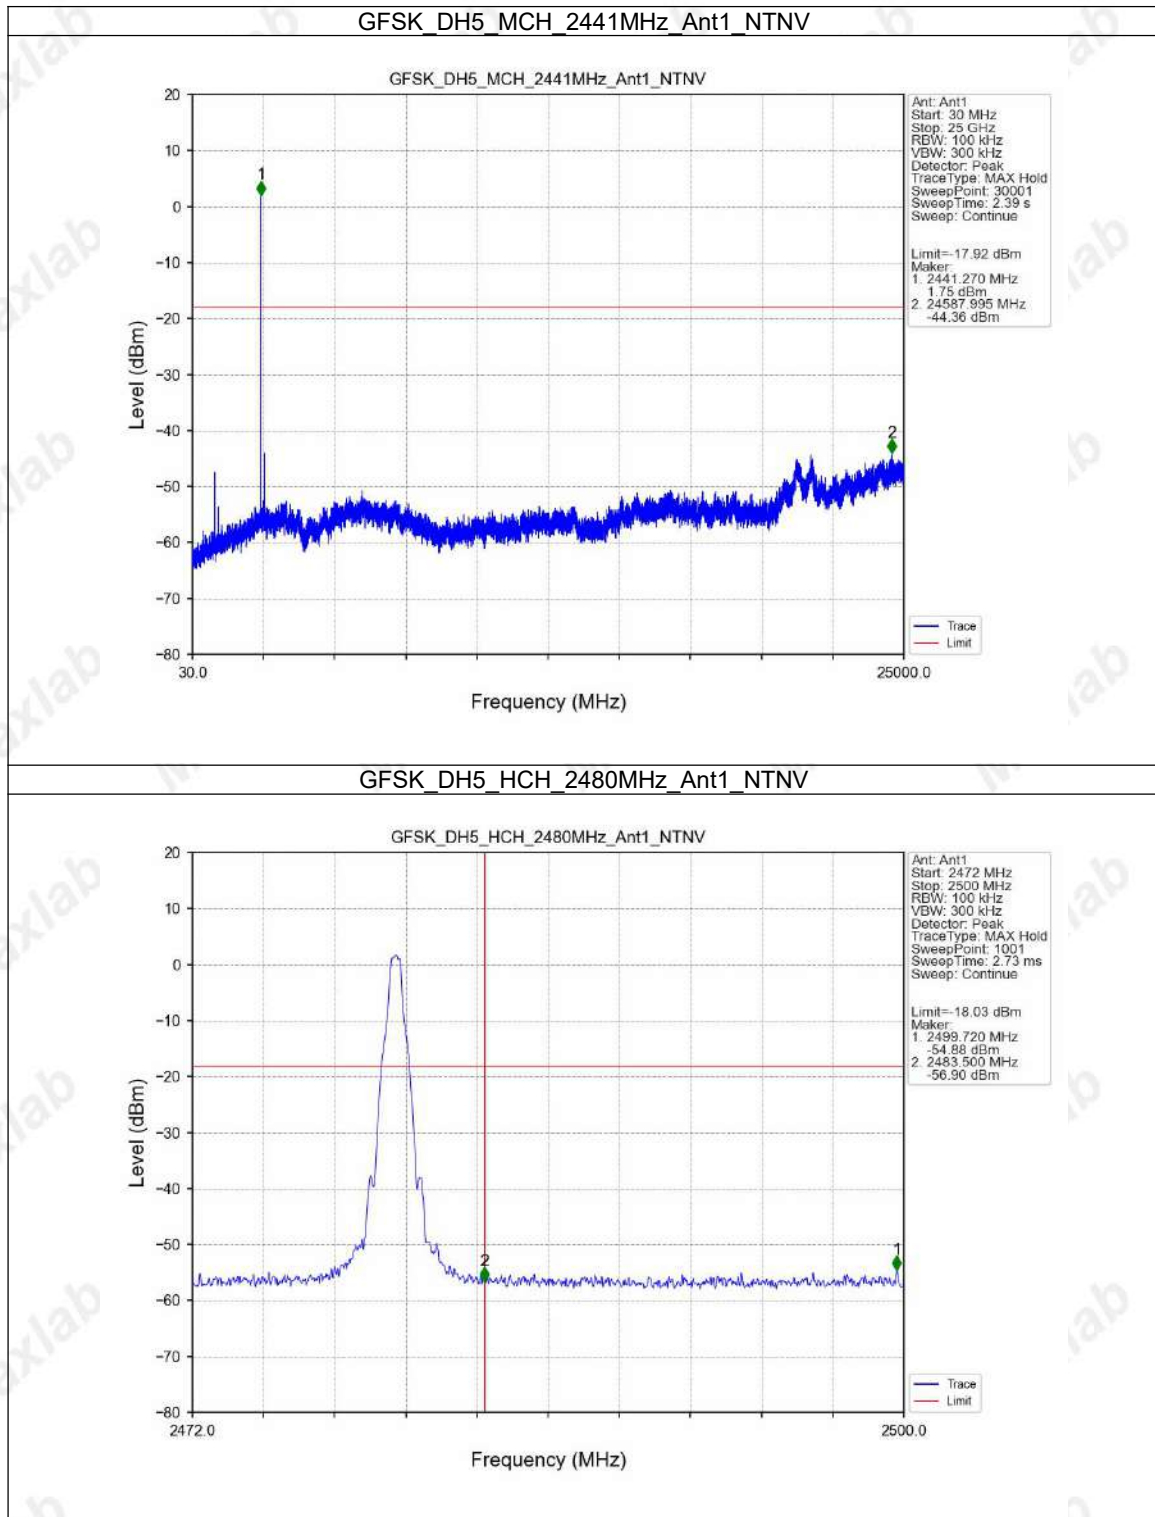 GFSK_DH5_MCH_2441MHz_Ant1_NTNV
GFSK_DH5_MCH_2441MHz_Ant1_NTNV
20
10
0
−10
−20
−30
−40
−50
−60
−70
−80
Level (dBm)
1
2
30.0
25000.0
Frequency (MHz)
Ant: Ant1
Start: 30 MHz
Stop: 25 GHz
RBW: 100 kHz
VBW: 300 kHz
Detector: Peak
TraceType: MAX Hold
SweepPoint: 30001
SweepTime: 2.39 s
Sweep: Continue
Limit=-17.92 dBm
Maker:
1. 2441.270 MHz
1.75 dBm
2. 24587.995 MHz
-44.36 dBm
Trace
Limit
GFSK_DH5_HCH_2480MHz_Ant1_NTNV
GFSK_DH5_HCH_2480MHz_Ant1_NTNV
20
10
0
−10
−20
−30
−40
−50
−60
−70
−80
Level (dBm)
2
1
2472.0
2500.0
Frequency (MHz)
Ant: Ant1
Start: 2472 MHz
Stop: 2500 MHz
RBW: 100 kHz
VBW: 300 kHz
Detector: Peak
TraceType: MAX Hold
SweepPoint: 1001
SweepTime: 2.73 ms
Sweep: Continue
Limit=-18.03 dBm
Maker:
1. 2499.720 MHz
-54.88 dBm
2. 2483.500 MHz
-56.90 dBm
Trace
Limit